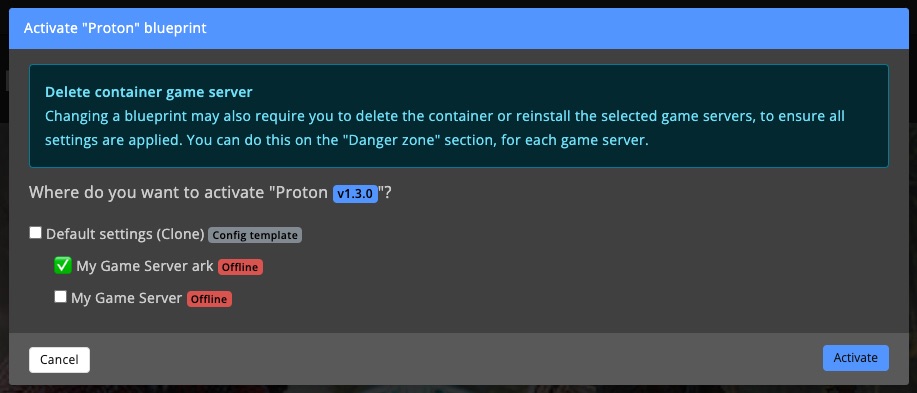 Activate "Proton" blueprint
Delete container game server
Changing a blueprint may also require you to delete the container or reinstall the selected game servers, to ensure all
settings are applied. You can do this on the "Danger zone" section, for each game server.
Where do you want to activate "Proton v1.3.0"?
Default settings (Clone) Config template
My Game Server ark Offline
My Game Server Offline
Cancel
Activate